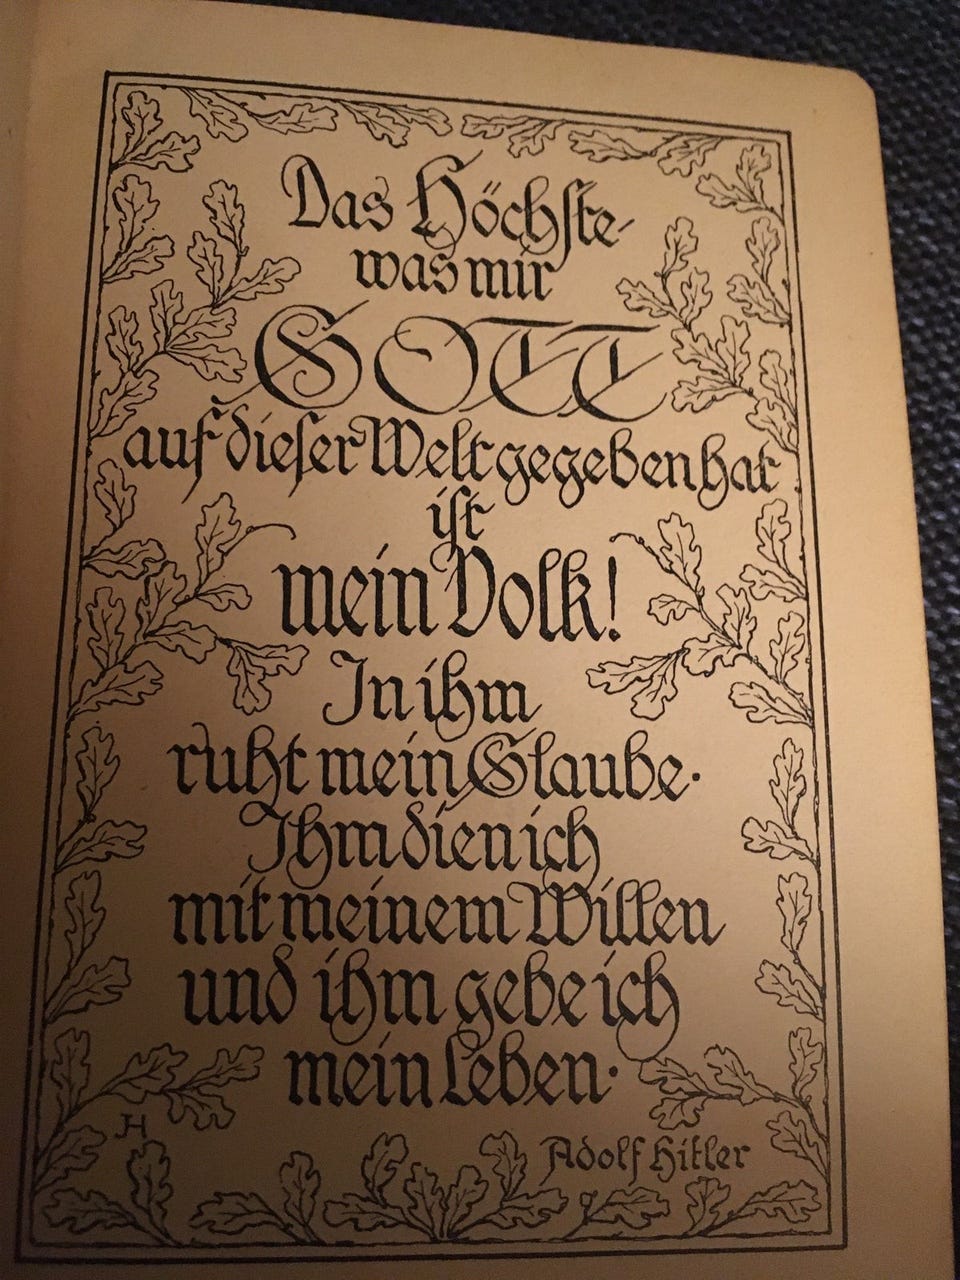 Das Höchste-
was mir
GOTT
auf dieser Welt gegeben hat
ist
mein Volk!
In ihm
ruht mein Glaube.
Ihm dien ich
mit meinem Willen
und ihm gebe ich
mein Leben.
Adolf Hitler
JH